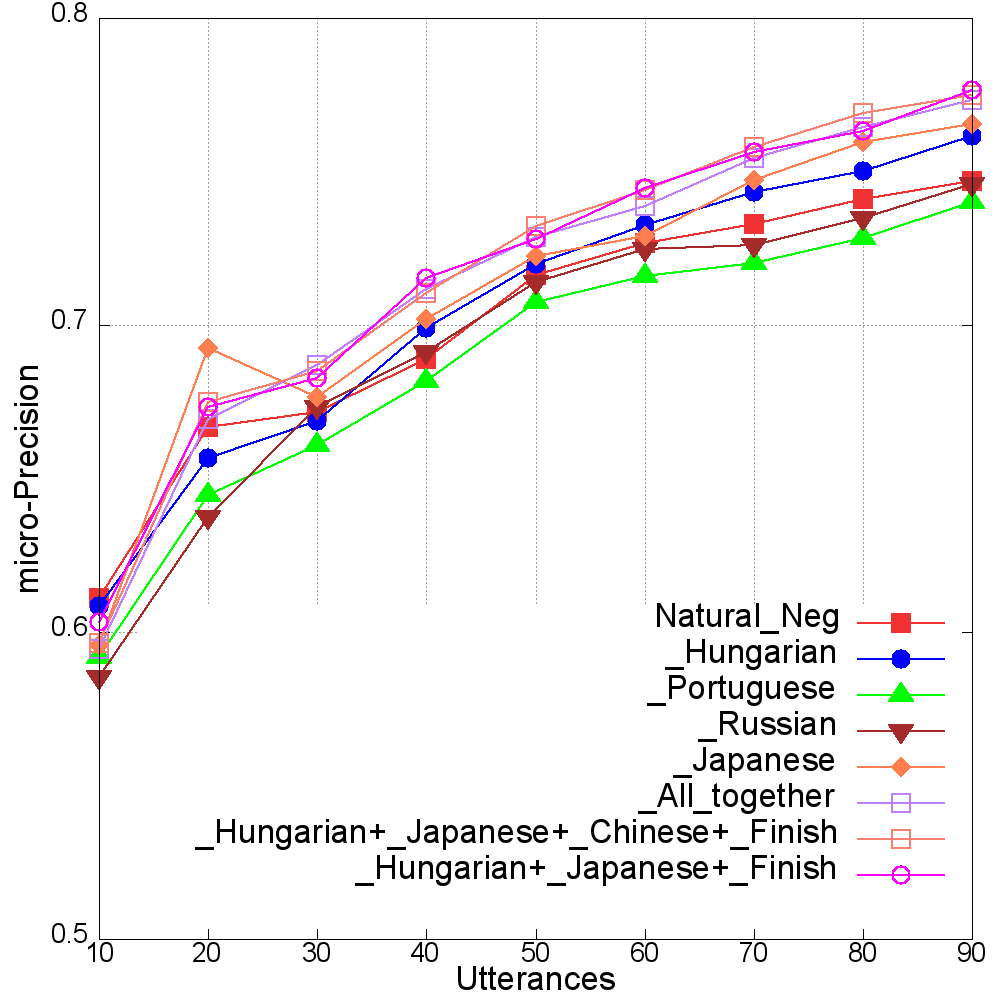 0.8
0.7
0.6
0.5
micro-Precision
10 20 30 40 50 60 70 80 90
Utterances
Natural_Neg
_Hungarian
_Portuguese
_Russian
_Japanese
_All_together
_Hungarian+_Japanese+_Chinese+_Finish
_Hungarian+_Japanese+_Finish